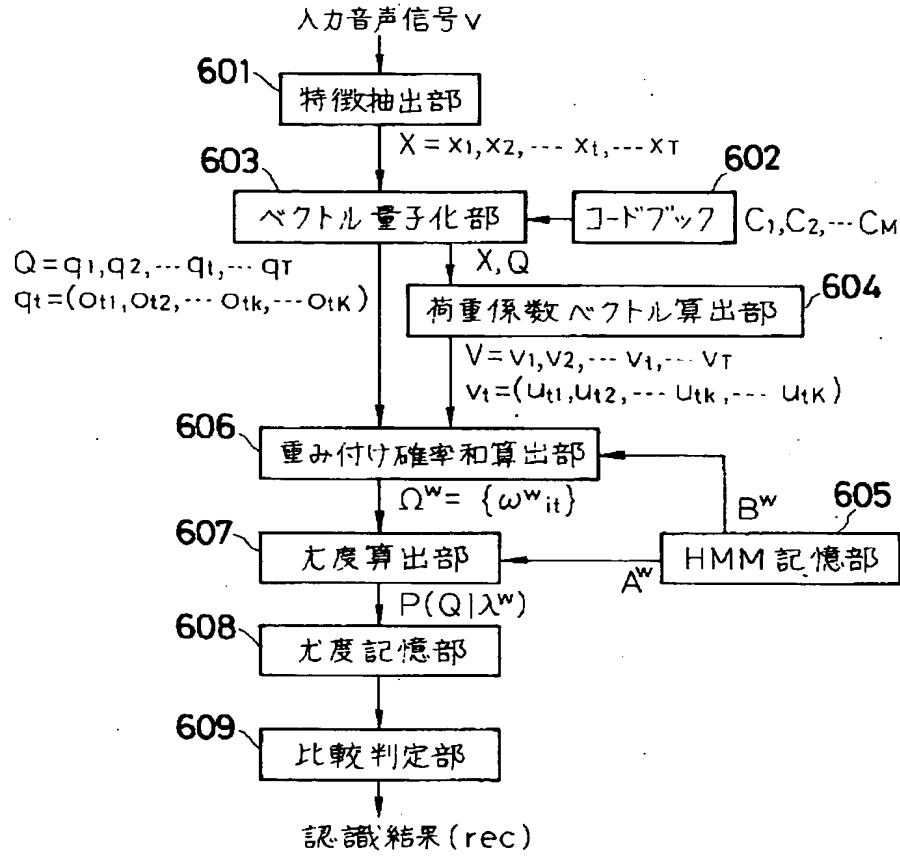 入力音声信号 v
601
特徴抽出部
X = x1, x2, --- xt, --- xT
603
602
ベクトル量子化部
コードブック
C1, C2, --- CM
Q = q1, q2, --- qt, --- qT
qt = (ot1, ot2, --- otk, --- otK)
X, Q
604
荷重係数ベクトル算出部
V = v1, v2, --- vt, --- vT
vt = (ut1, ut2, --- utk, --- utK)
606
重み付け確率和算出部
Ω^w = {ω^w it}
B^w
605
607
尤度算出部
A^w
HMM記憶部
P(Q|λ^w)
608
尤度記憶部
609
比較判定部
認識結果(rec)